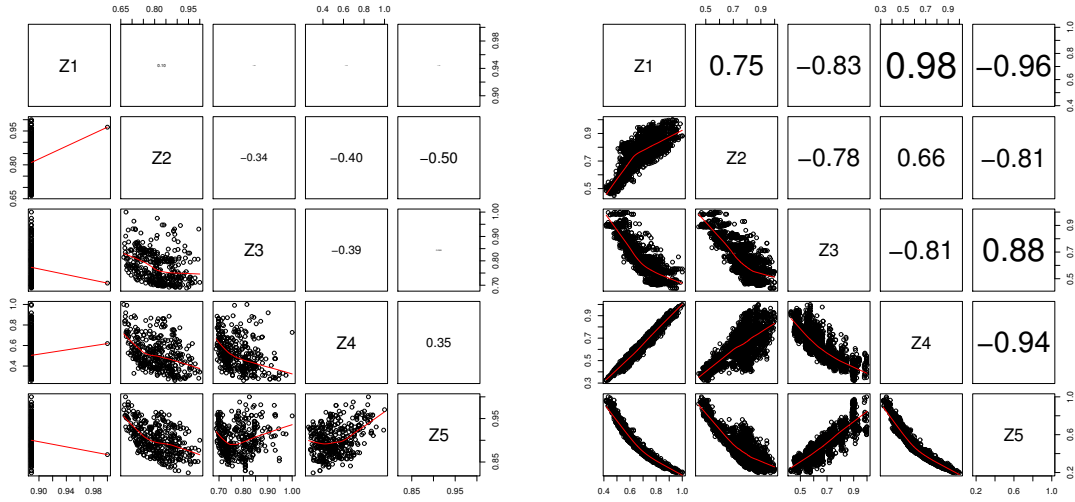 0.65 0.80 0.95 0.4 0.6 0.8 1.0
Z1 0.10 − − − 0.90 0.94 0.98
0.65 0.80 0.95 Z2 −0.34 −0.40 −0.50
Z3 −0.39 − 0.70 0.80 0.90 1.00
0.4 0.6 0.8 1.0 Z4 0.35
Z5 0.85 0.95
0.90 0.94 0.98 0.70 0.80 0.90 1.00 0.85 0.95
0.5 0.7 0.9 0.3 0.5 0.7 0.9
Z1 0.75 −0.83 0.98 −0.96 0.4 0.6 0.8 1.0
0.5 0.7 0.9 Z2 −0.78 0.66 −0.81
Z3 −0.81 0.88 0.5 0.7 0.9
0.3 0.5 0.7 0.9 Z4 −0.94
Z5 0.2 0.6 1.0
0.4 0.6 0.8 1.0 0.5 0.7 0.9 0.2 0.6 1.0